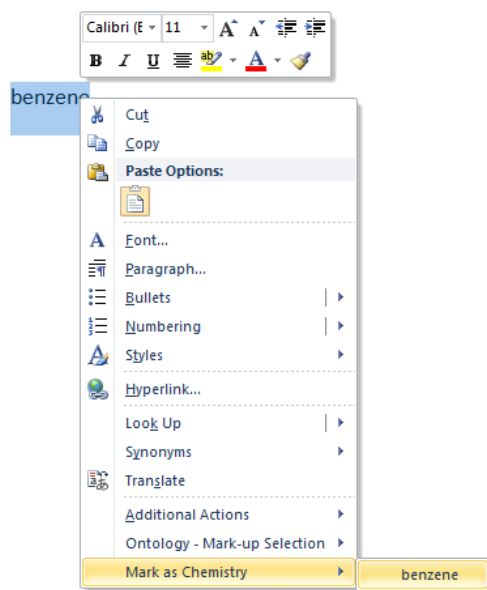 Calibri (E 11 A A
B I U ab A
benzene
Cut
Copy
Paste Options:
A Font...
Paragraph...
Bullets
Numbering
A Styles
Hyperlink...
Look Up
Synonyms
Translate
Additional Actions
Ontology - Mark-up Selection
Mark as Chemistry benzene